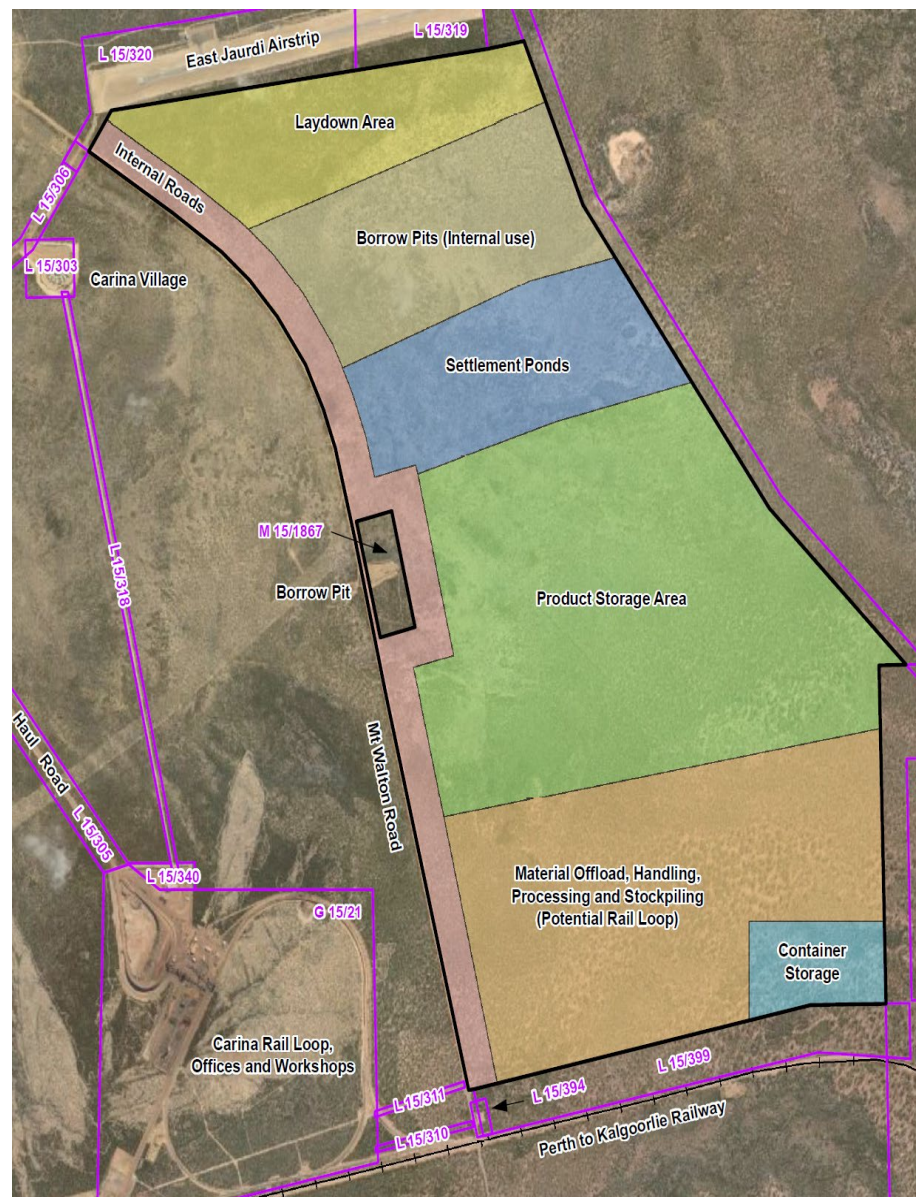 L 15/320
East Jaurdi Airstrip
L 15/319
Laydown Area
Internal Roads
L 15/306
Borrow Pits (Internal use)
L 15/303
Carina Village
Settlement Ponds
M 15/1867
L 15/318
Borrow Pit
Product Storage Area
Haul Road
Mt Walton Road
L 15/305
L 15/340
Material Offload, Handling,
Processing and Stockpiling
(Potential Rail Loop)
G 15/21
Container
Storage
Carina Rail Loop,
Offices and Workshops
L 15/311
L 15/394
L 15/399
L 15/310
Perth to Kalgoorlie Railway